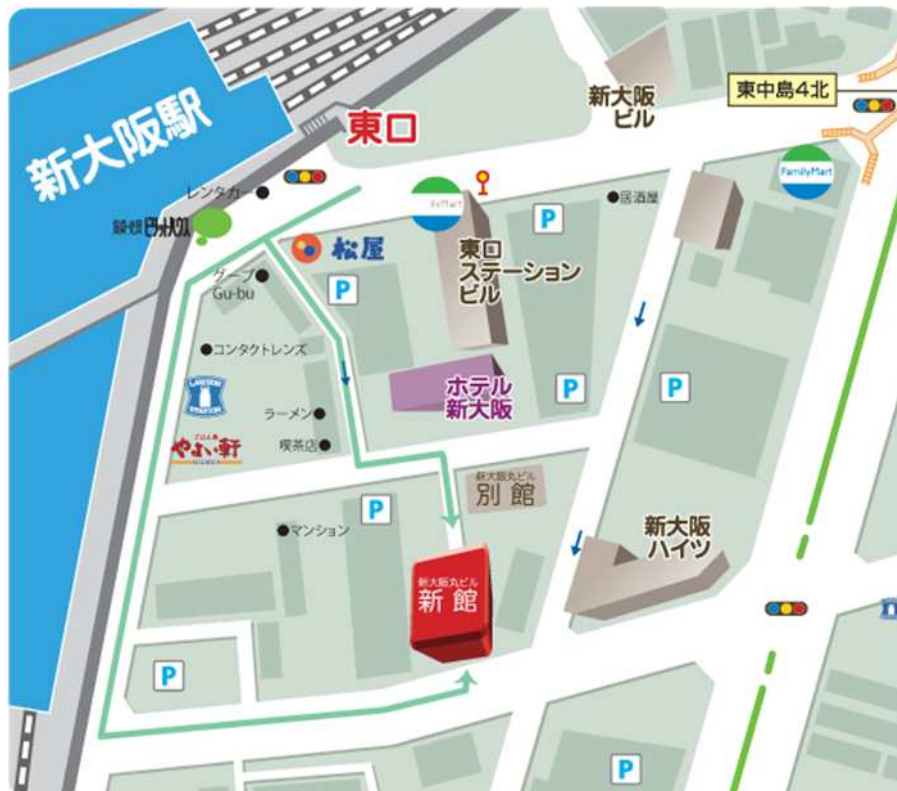 新大阪駅
東口
新大阪
ビル
東中島4北
レンタカー
FamilyMart
居酒屋
P
松屋
東口
ステーション
ビル
P
グーブ
Gu-bu
コンタクトレンズ
ホテル
新大阪
P
P
ラーメン
やよい軒
喫茶店
新大阪丸ビル
別館
P
マンション
新大阪
ハイツ
新大阪丸ビル
新館
P
P